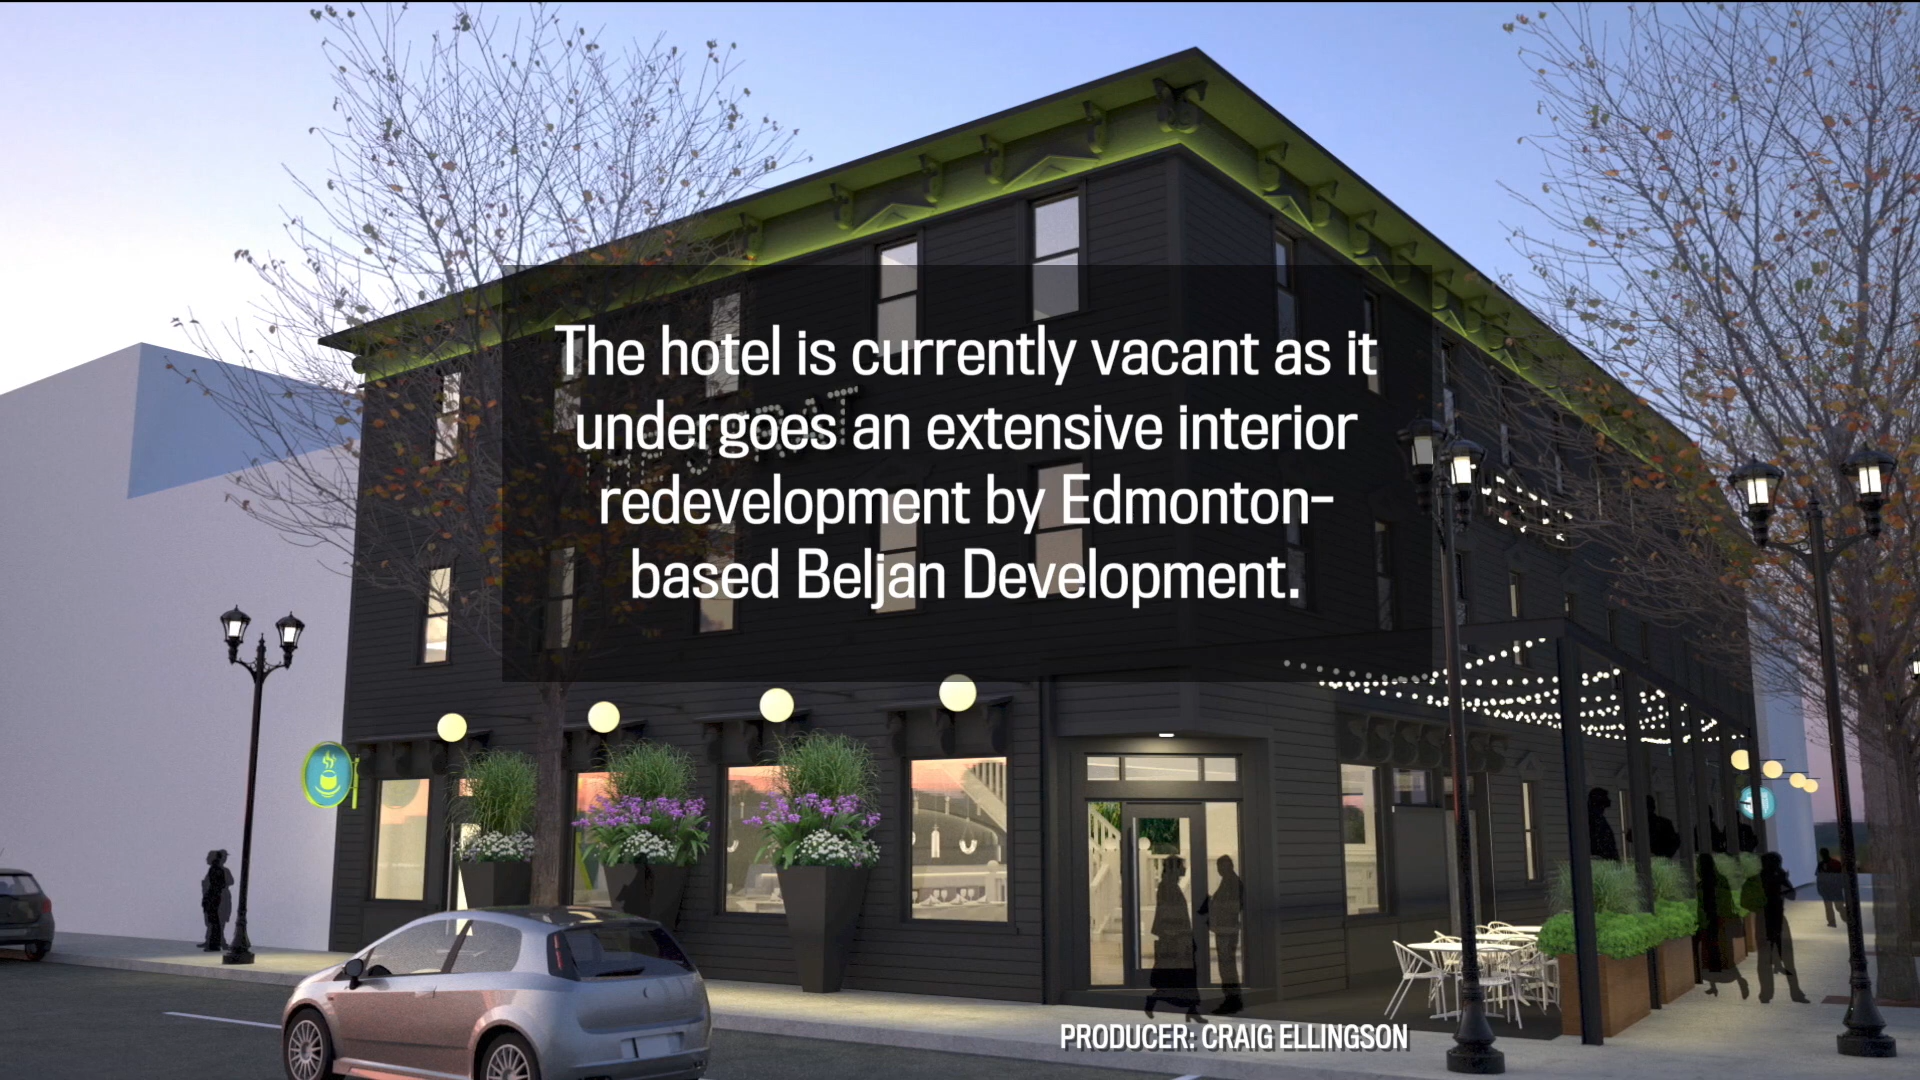 The hotel is currently vacant as it
undergoes an extensive interior
redevelopment by Edmonton-
based Beljan Development.
PRODUCER: CRAIG ELLINGSON